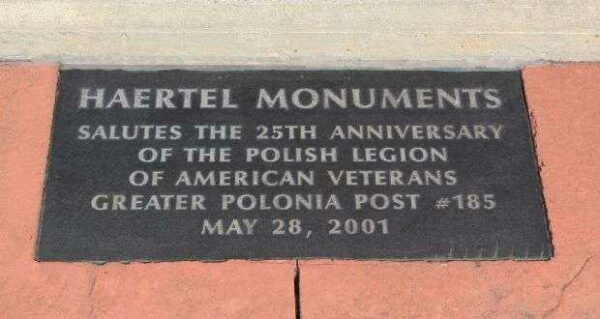 HAERTEL MONUMENTS
SALUTES THE 25TH ANNIVERSARY
OF THE POLISH LEGION
OF AMERICAN VETERANS
GREATER POLONIA POST #185
MAY 28, 2001